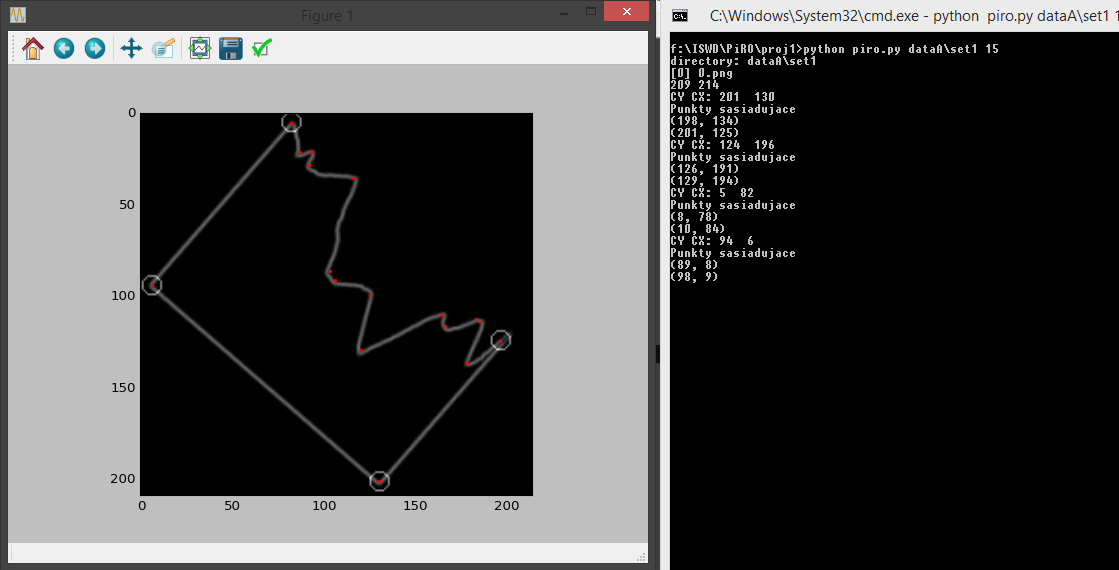 Figure 1
0
50
100
150
200
0 50 100 150 200
C:\Windows\System32\cmd.exe - python piro.py dataA\set1 1
f:\ISWD\PiRO\proj1>python piro.py dataA\set1 15
directory: dataA\set1
[0] 0.png
209 214
CY CX: 201 130
Punkty sasiadujace
(198, 134)
(201, 125)
CY CX: 124 196
Punkty sasiadujace
(126, 191)
(129, 194)
CY CX: 5 82
Punkty sasiadujace
(8, 78)
(10, 84)
CY CX: 94 6
Punkty sasiadujace
(89, 8)
(98, 9)